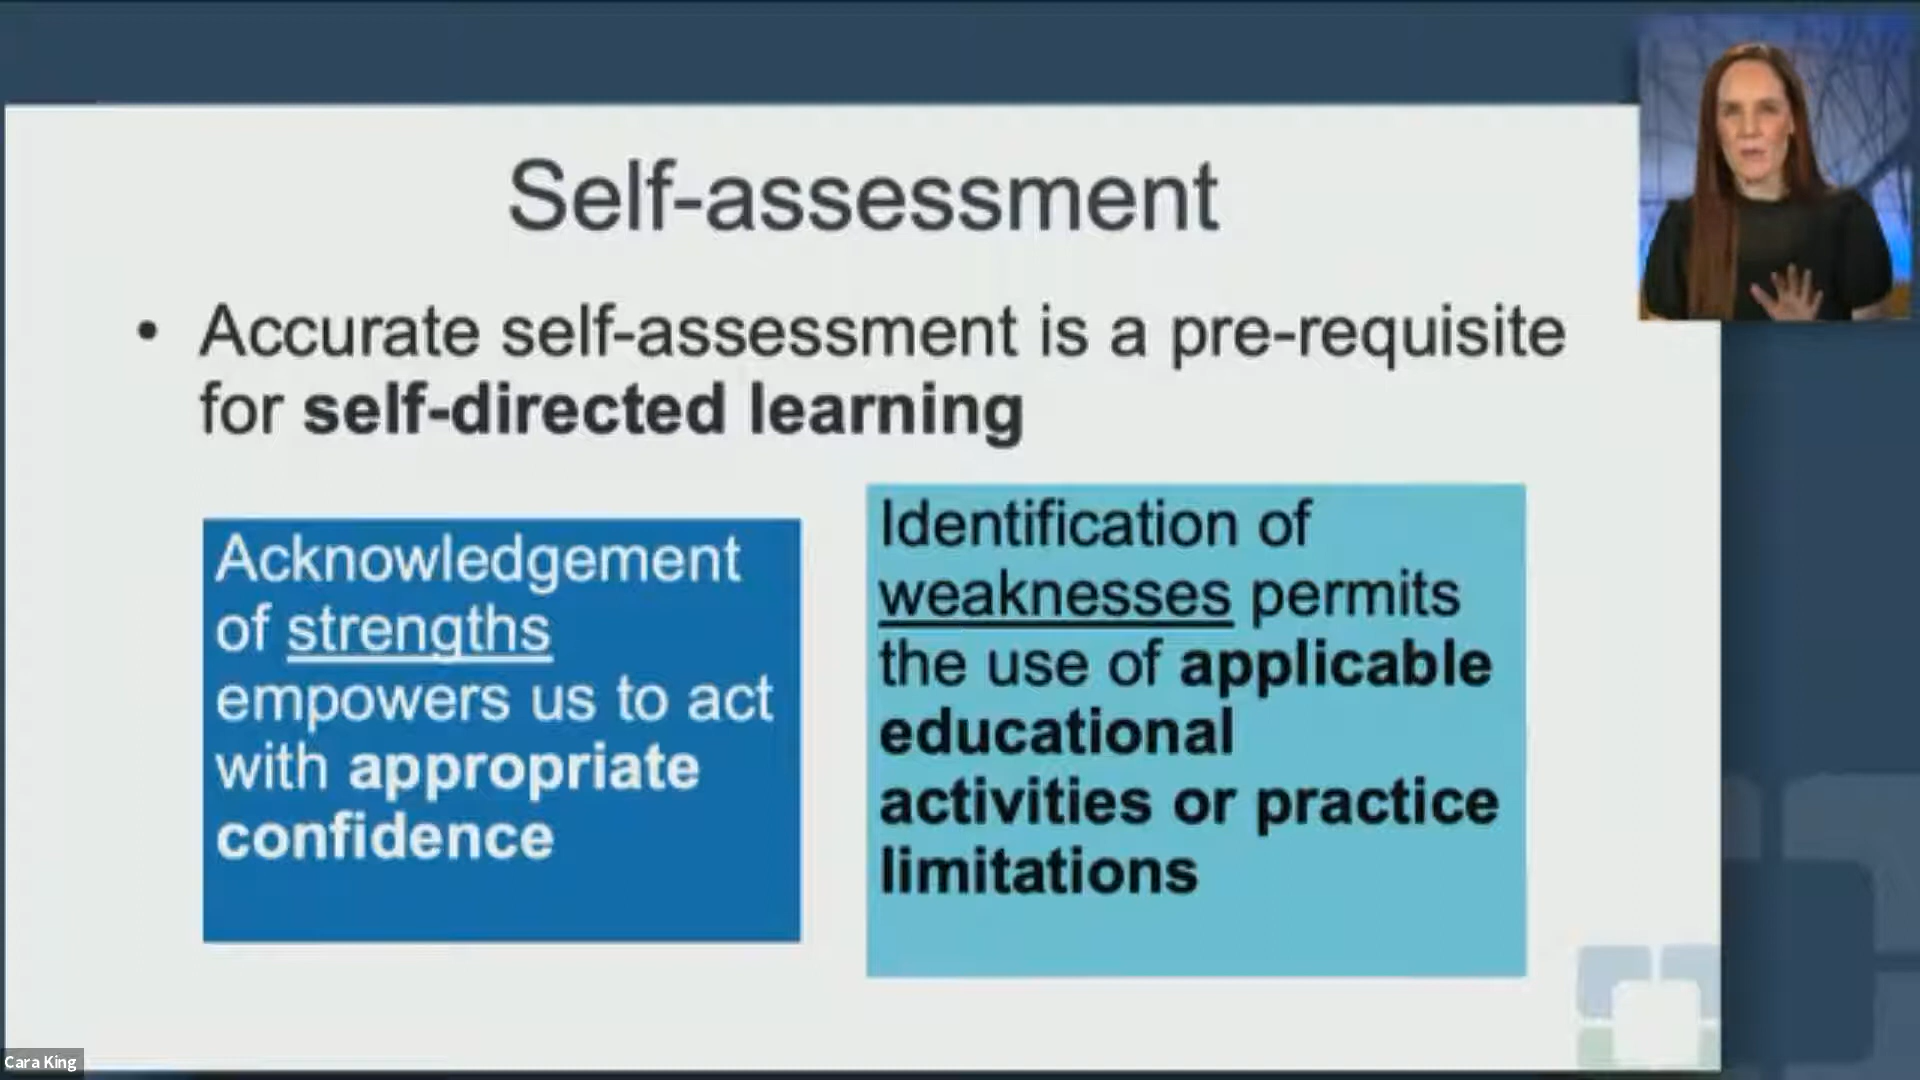 Self-assessment
• Accurate self-assessment is a pre-requisite
for self-directed learning
Acknowledgement
of strengths
empowers us to act
with appropriate
confidence
Identification of
weaknesses permits
the use of applicable
educational
activities or practice
limitations
Cara King